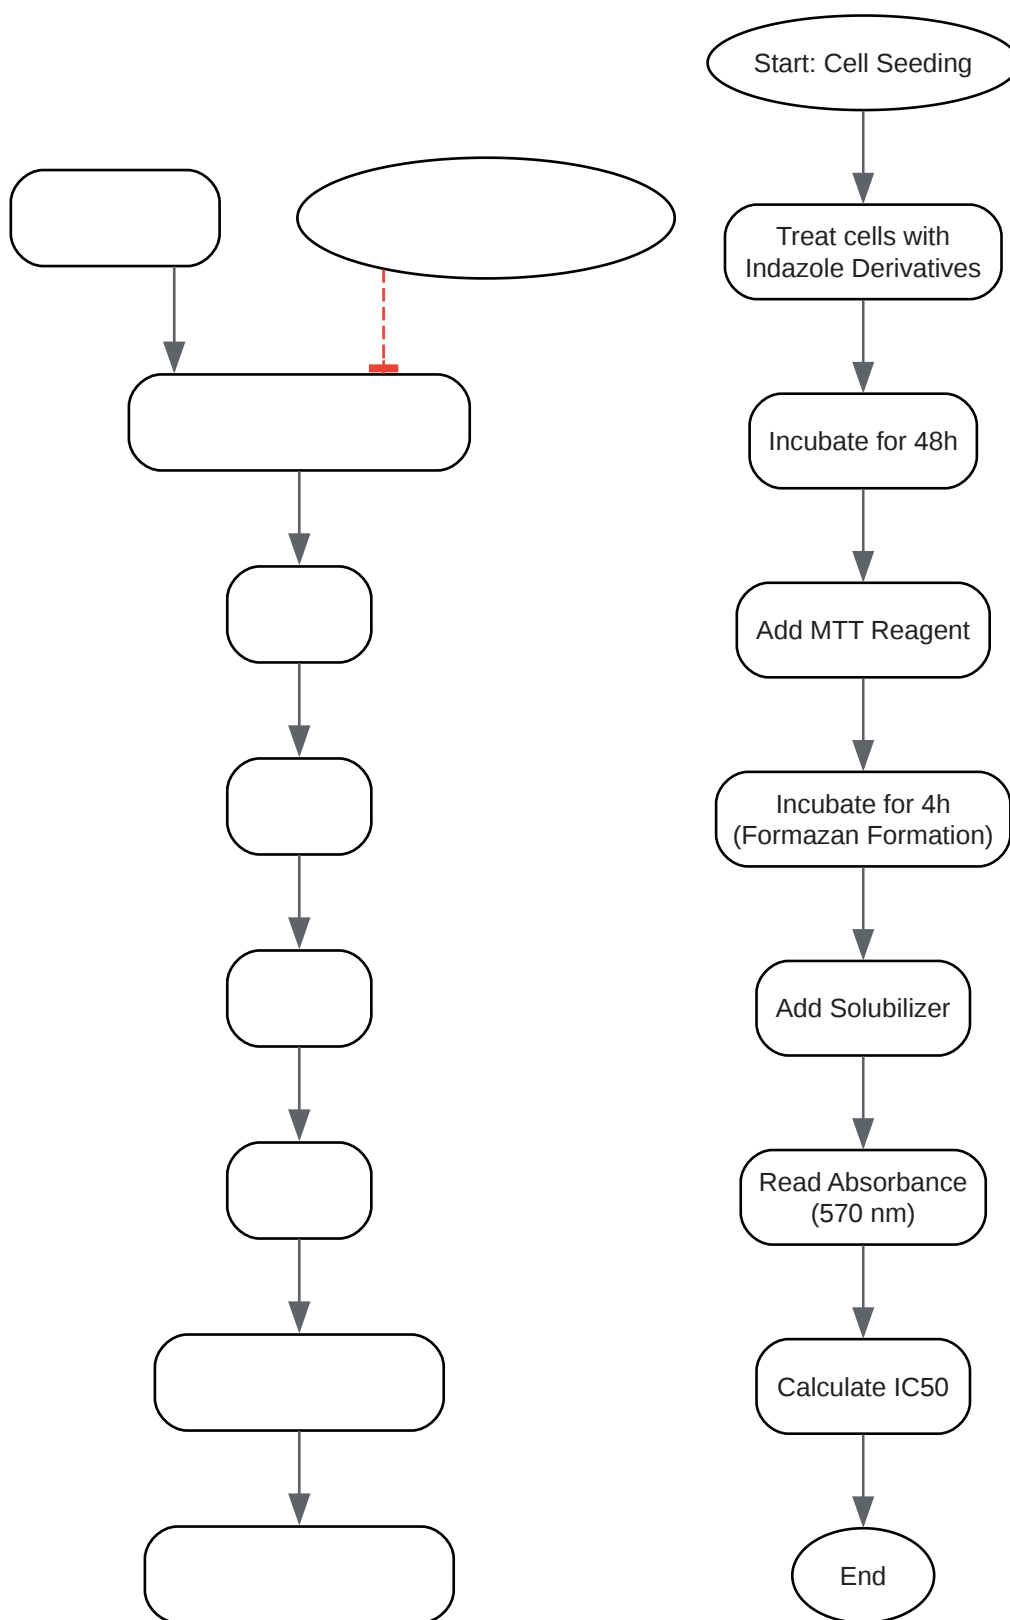 Start: Cell Seeding
Treat cells with
Indazole Derivatives
Incubate for 48h
Add MTT Reagent
Incubate for 4h
(Formazan Formation)
Add Solubilizer
Read Absorbance
(570 nm)
Calculate IC50
End